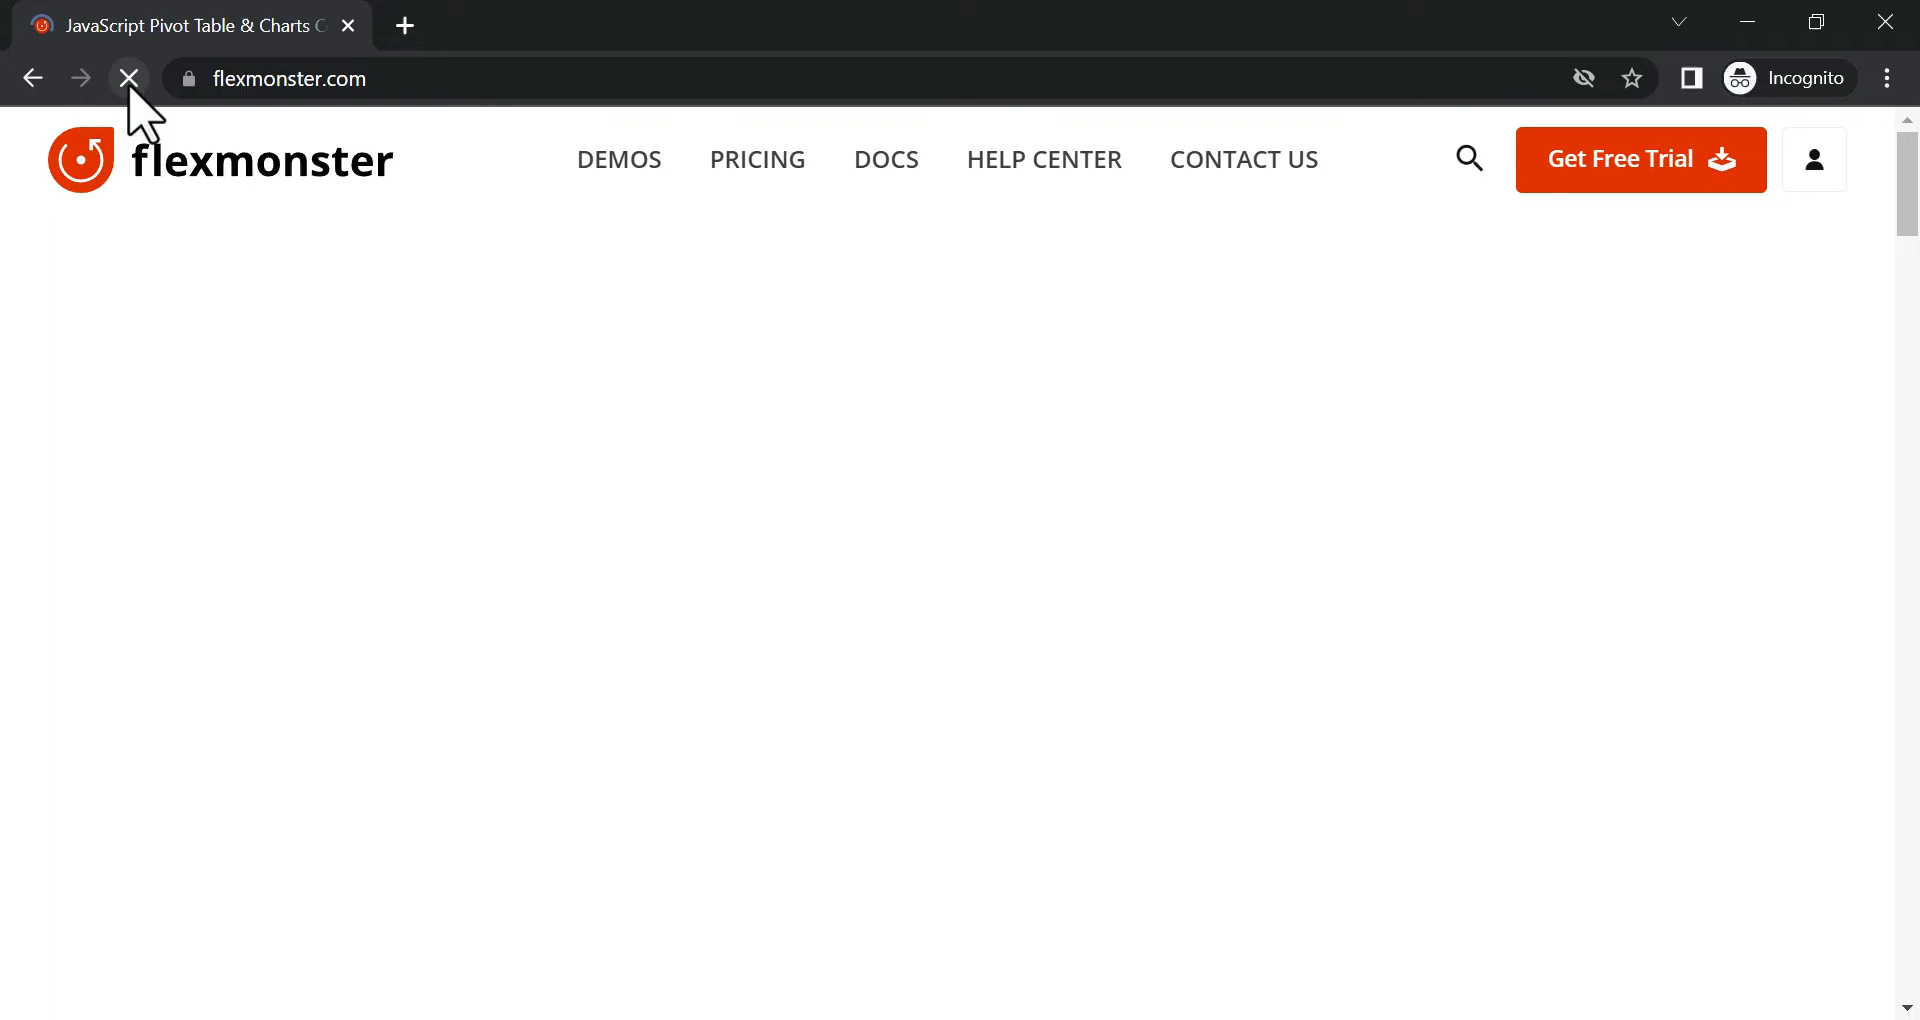 JavaScript Pivot Table & Charts C
flexmonster.com
Incognito
flexmonster
DEMOS
PRICING
DOCS
HELP CENTER
CONTACT US
Get Free Trial